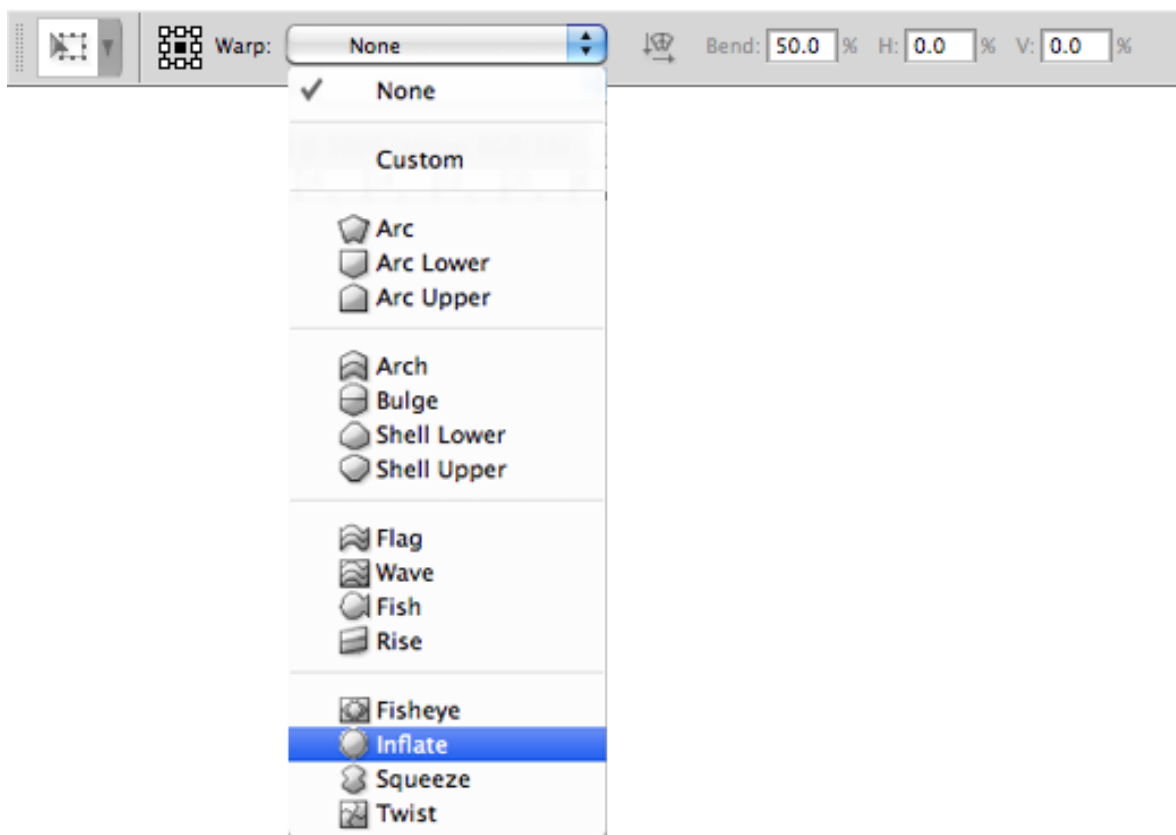 Warp: None Bend: 50.0 % H: 0.0 % V: 0.0 %
None
Custom
Arc
Arc Lower
Arc Upper
Arch
Bulge
Shell Lower
Shell Upper
Flag
Wave
Fish
Rise
Fisheye
Inflate
Squeeze
Twist